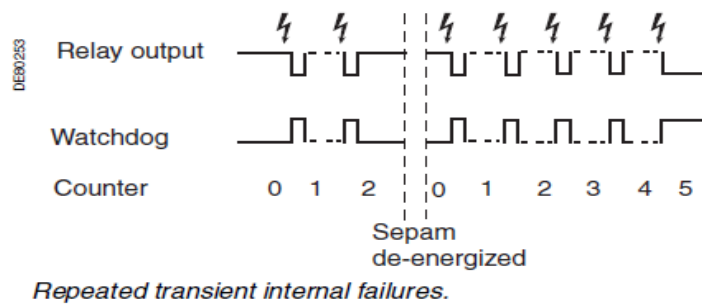 DE80253
Relay output
Watchdog
Counter 0 1 2 0 1 2 3 4 5
Sepam
de-energized
Repeated transient internal failures.